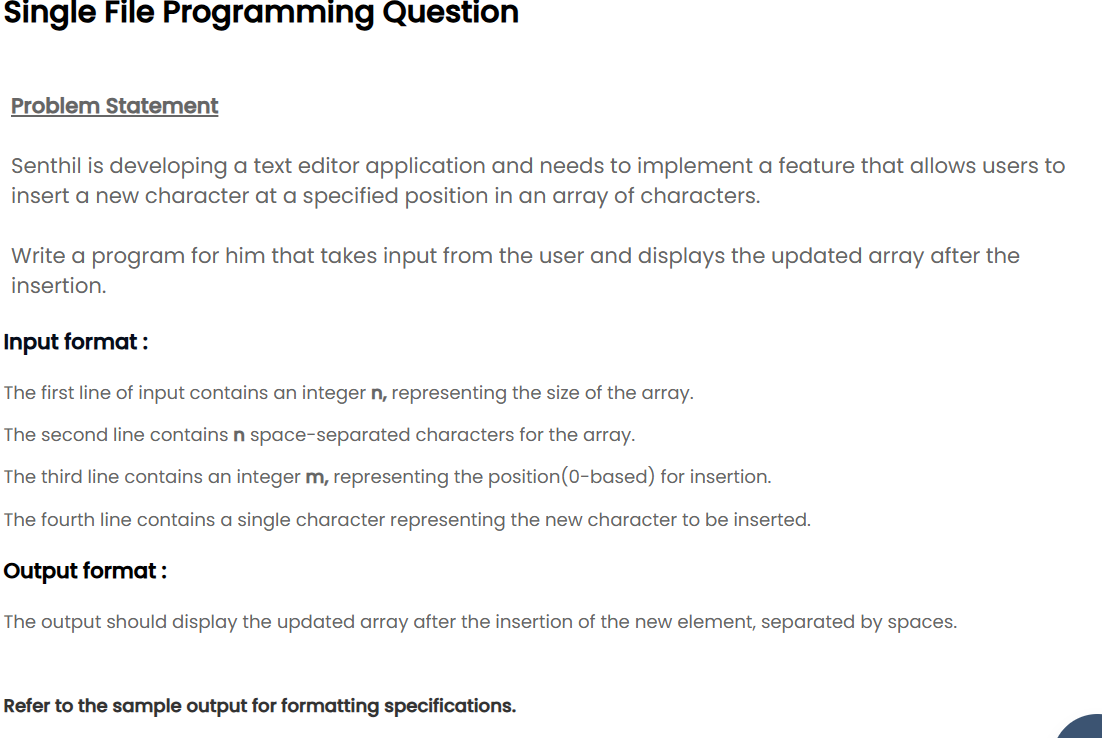 Single File Programming Question
Problem Statement
Senthil is developing a text editor application and needs to implement a feature that allows users to
insert a new character at a specified position in an array of characters.
Write a program for him that takes input from the user and displays the updated array after the
insertion.
Input format :
The first line of input contains an integer n, representing the size of the array.
The second line contains n space-separated characters for the array.
The third line contains an integer m, representing the position(0-based) for insertion.
The fourth line contains a single character representing the new character to be inserted.
Output format :
The output should display the updated array after the insertion of the new element, separated by spaces.
Refer to the sample output for formatting specifications.